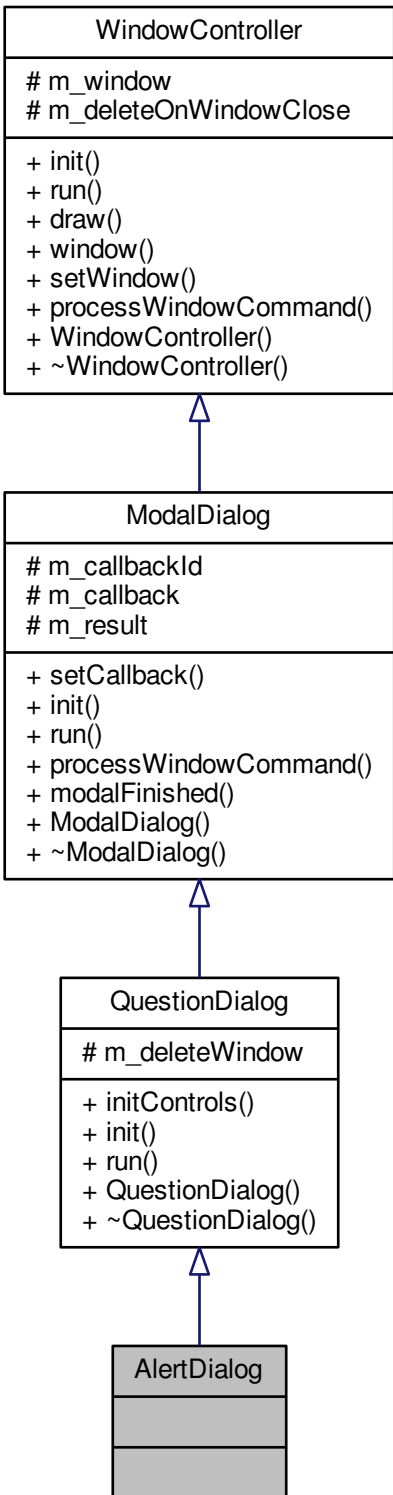 WindowController
# m_window
# m_deleteOnWindowClose
+ init()
+ run()
+ draw()
+ window()
+ setWindow()
+ processWindowCommand()
+ WindowController()
+ ~WindowController()
ModalDialog
# m_callbackId
# m_callback
# m_result
+ setCallback()
+ init()
+ run()
+ processWindowCommand()
+ modalFinished()
+ ModalDialog()
+ ~ModalDialog()
QuestionDialog
# m_deleteWindow
+ initControls()
+ init()
+ run()
+ QuestionDialog()
+ ~QuestionDialog()
AlertDialog